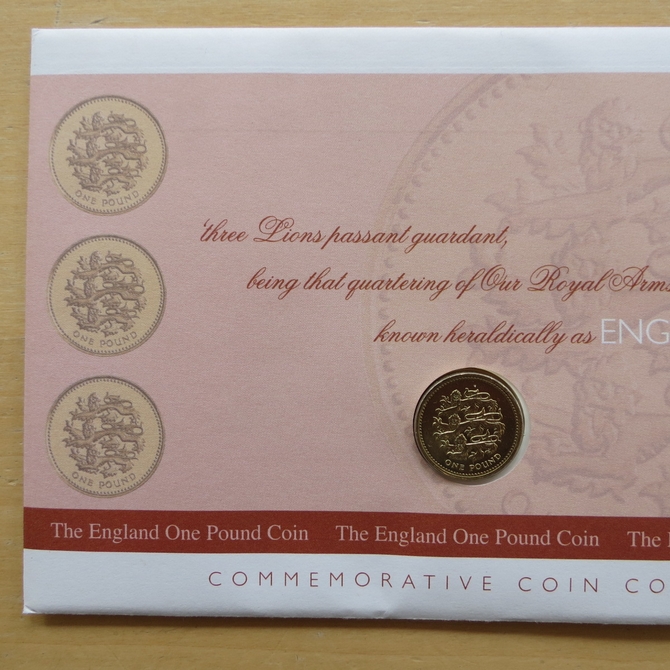 ONE POUND
ONE POUND
ONE POUND
'three Lions passant guardant,
being that quartering of Our Royal Arms
known heraldically as ENG
ONE POUND
The England One Pound Coin The England One Pound Coin The
COMMEMORATIVE COIN CO